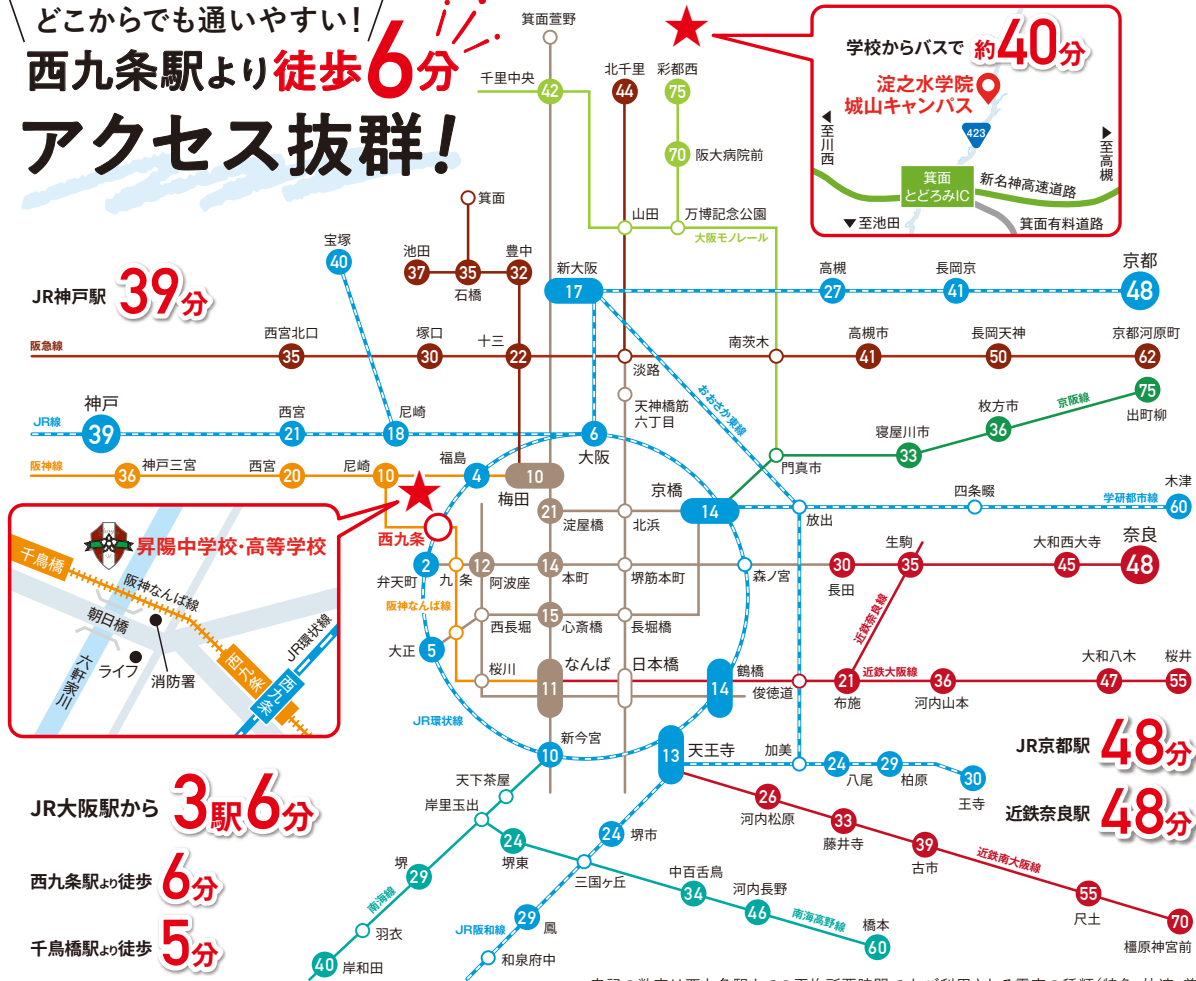 どこからでも通いやすい!
西九条駅より徒歩6分
アクセス抜群!
学校からバスで約40分
淀之水学院
城山キャンパス
423
至川西
至高槻
箕面
とどろみIC
新名神高速道路
至池田
箕面有料道路
箕面萱野
千里中央
42
北千里
44
彩都西
75
70
阪大病院前
山田
万博記念公園
大阪モノレール
箕面
宝塚
40
池田
37
35
石橋
豊中
32
新大阪
17
高槻
27
長岡京
41
京都
48
JR神戸駅 39分
阪急線
西宮北口
35
塚口
30
十三
22
淡路
南茨木
高槻市
41
長岡天神
50
京都河原町
62
天神橋筋
六丁目
おおさか東線
JR線
神戸
39
西宮
21
尼崎
18
6
大阪
門真市
寝屋川市
33
枚方市
36
京阪線
75
出町柳
阪神線
36
神戸三宮
西宮
20
尼崎
10
福島
4
10
梅田
西九条
21
淀屋橋
北浜
京橋
14
放出
四条畷
学研都市線
木津
60
昇陽中学校・高等学校
千鳥橋
阪神なんば線
朝日橋
六軒家川
ライフ
消防署
西九条
西九条
JR環状線
2
弁天町
九条
12
阿波座
14
本町
堺筋本町
森ノ宮
30
長田
生駒
35
大和西大寺
45
奈良
48
阪神なんば線
西長堀
15
心斎橋
長堀橋
近鉄奈良線
大正
5
桜川
なんば
11
日本橋
鶴橋
14
俊徳道
21
布施
近鉄大阪線
36
河内山本
大和八木
47
桜井
55
JR環状線
10
新今宮
13
天王寺
加美
24
八尾
29
柏原
30
王寺
JR京都駅 48分
近鉄奈良駅 48分
JR大阪駅から 3駅6分
西九条駅より徒歩 6分
千鳥橋駅より徒歩 5分
天下茶屋
岸里玉出
24
堺東
24
堺市
三国ヶ丘
堺
29
南海線
羽衣
40
岸和田
29
鳳
JR阪和線
和泉府中
中百舌鳥
34
河内長野
46
南海高野線
橋本
60
26
河内松原
33
藤井寺
39
古市
近鉄南大阪線
55
尺土
70
橿原神宮前